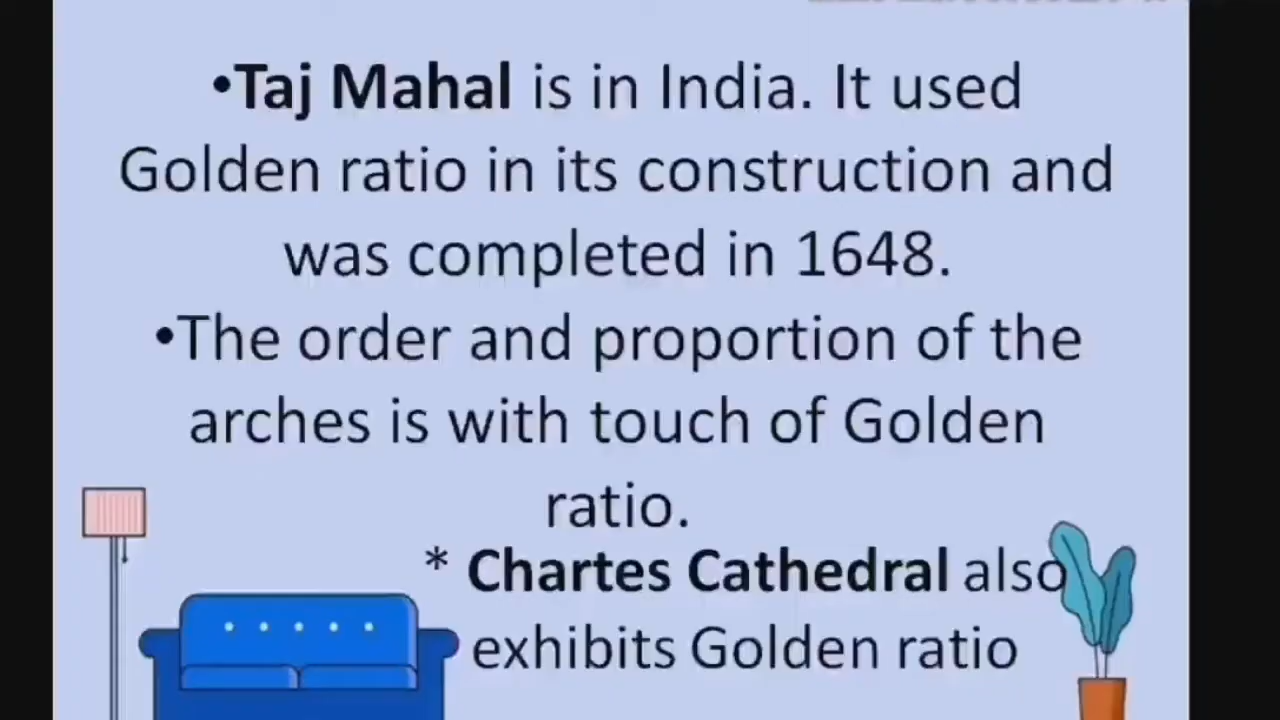 •Taj Mahal is in India. It used
Golden ratio in its construction and
was completed in 1648.
•The order and proportion of the
arches is with touch of Golden
ratio.
* Chartes Cathedral also
exhibits Golden ratio